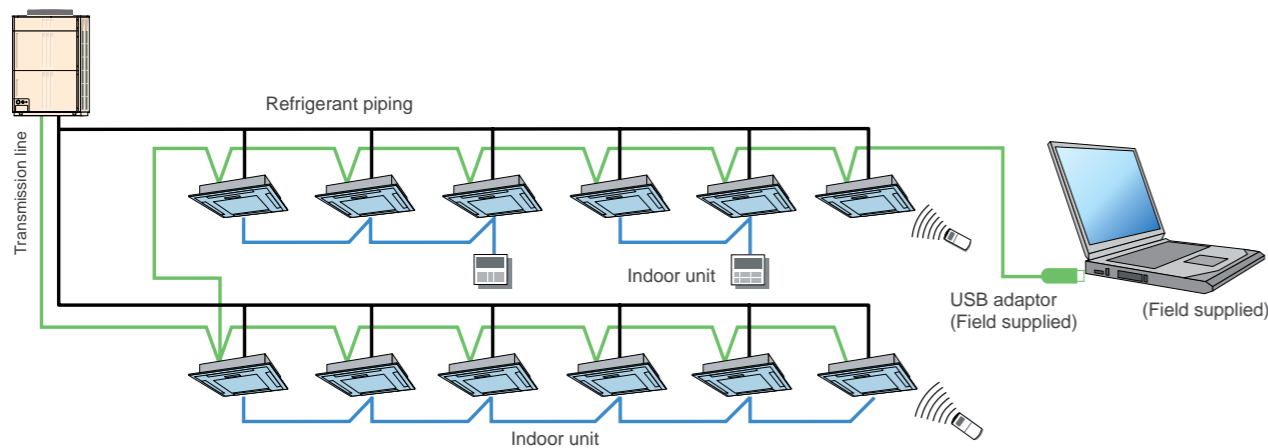 Refrigerant piping
Transmission line
Indoor unit
USB adaptor
(Field supplied)
(Field supplied)
Indoor unit